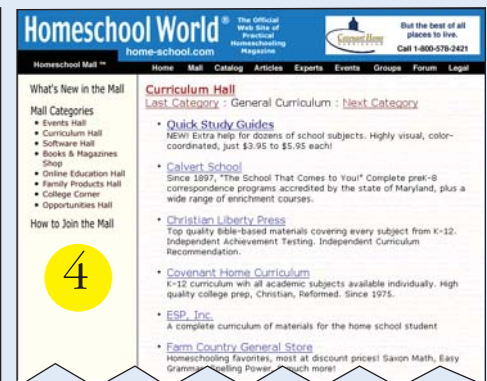 Homeschool World®
home-school.com
The Official
Web Site of
Practical
Homeschooling
Magazine
But the best of all
places to live.
Call 1-800-578-2421
Homeschool Mall ™
Home Mall Catalog Articles Experts Events Groups Forum Legal
What's New in the Mall
Mall Categories
• Events Hall
• Curriculum Hall
• Software Hall
• Books & Magazines
Shop
• Online Education Hall
• Family Products Hall
• College Corner
• Opportunities Hall
How to Join the Mall
4
Curriculum Hall
Last Category : General Curriculum : Next Category
• Quick Study Guides
NEW! Extra help for dozens of school subjects. Highly visual, color-
coordinated, just $3.95 to $5.95 each!
• Calvert School
Since 1897, "The School That Comes to You!" Complete preK-8
correspondence programs accredited by the state of Maryland, plus a
wide range of enrichment courses.
• Christian Liberty Press
Top quality Bible-based materials covering every subject from K-12.
Independent Achievement Testing. Independent Curriculum
Recommendation.
• Covenant Home Curriculum
K-12 curriculum wih all academic subjects available individually. High
quality college prep, Christian, Reformed. Since 1975.
• ESP, Inc.
A complete curriculum of materials for the home school student
• Farm Country General Store
Homeschooling favorites, most at discount prices! Saxon Math, Easy
Grammar, Spelling Power, much more!